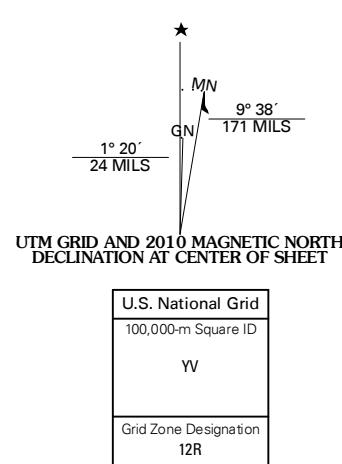 MN
GN
9° 38´
171 MILS
1° 20´
24 MILS
UTM GRID AND 2010 MAGNETIC NORTH
DECLINATION AT CENTER OF SHEET
U.S. National Grid
100,000-m Square ID
YV
Grid Zone Designation
12R